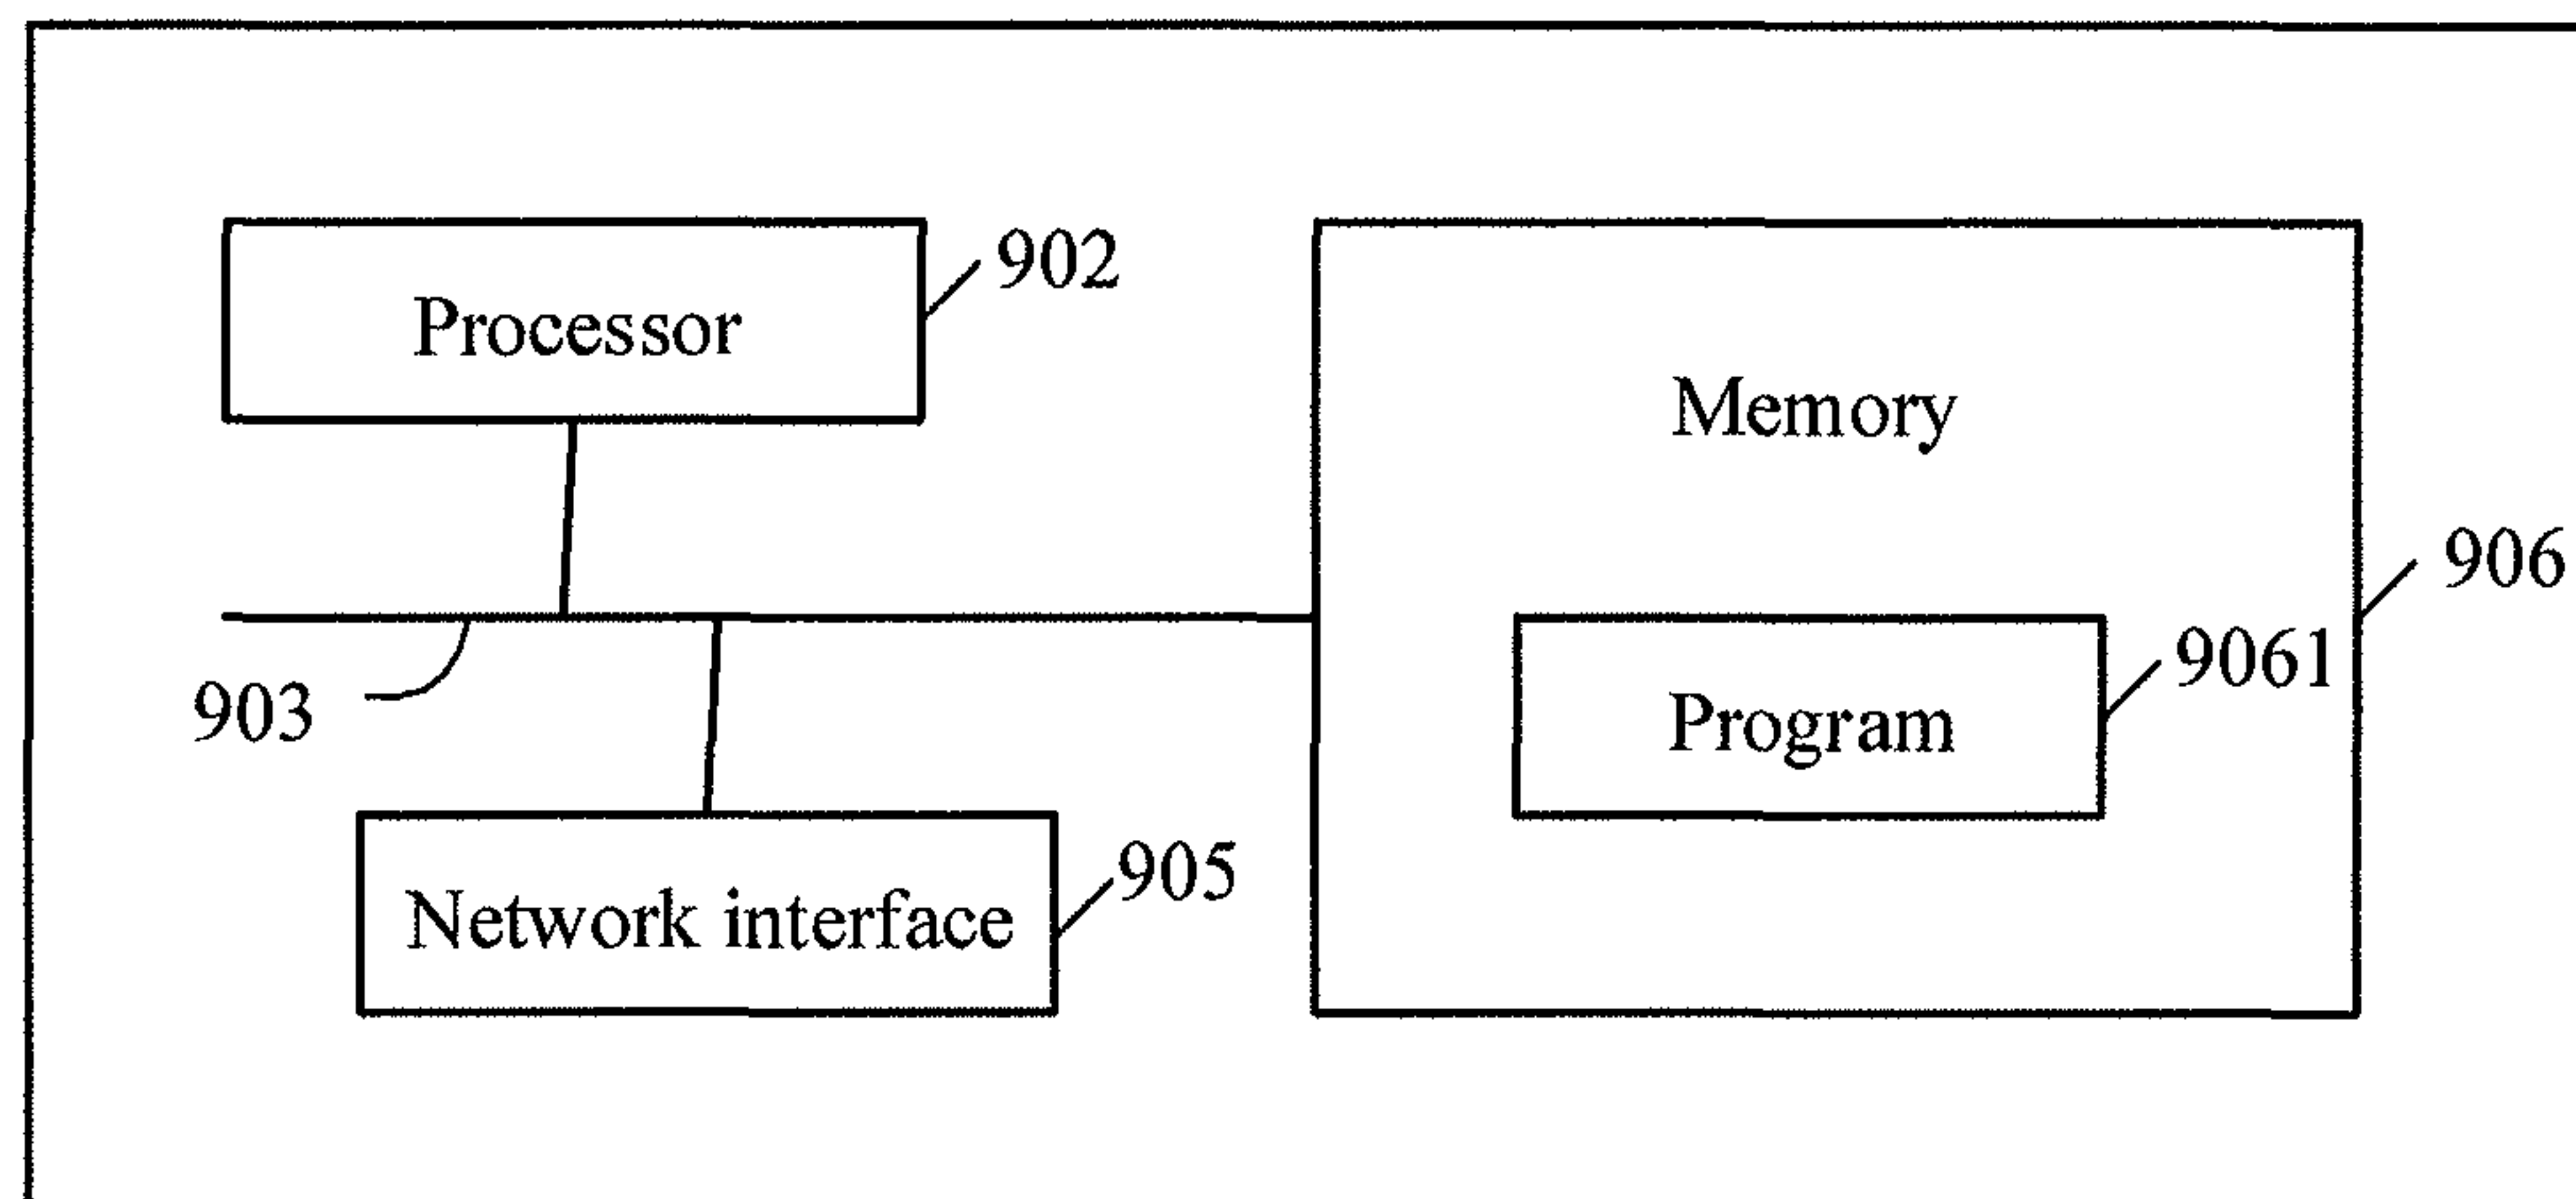 902
Processor
Memory
906
9061
903
Program
905
Network interface